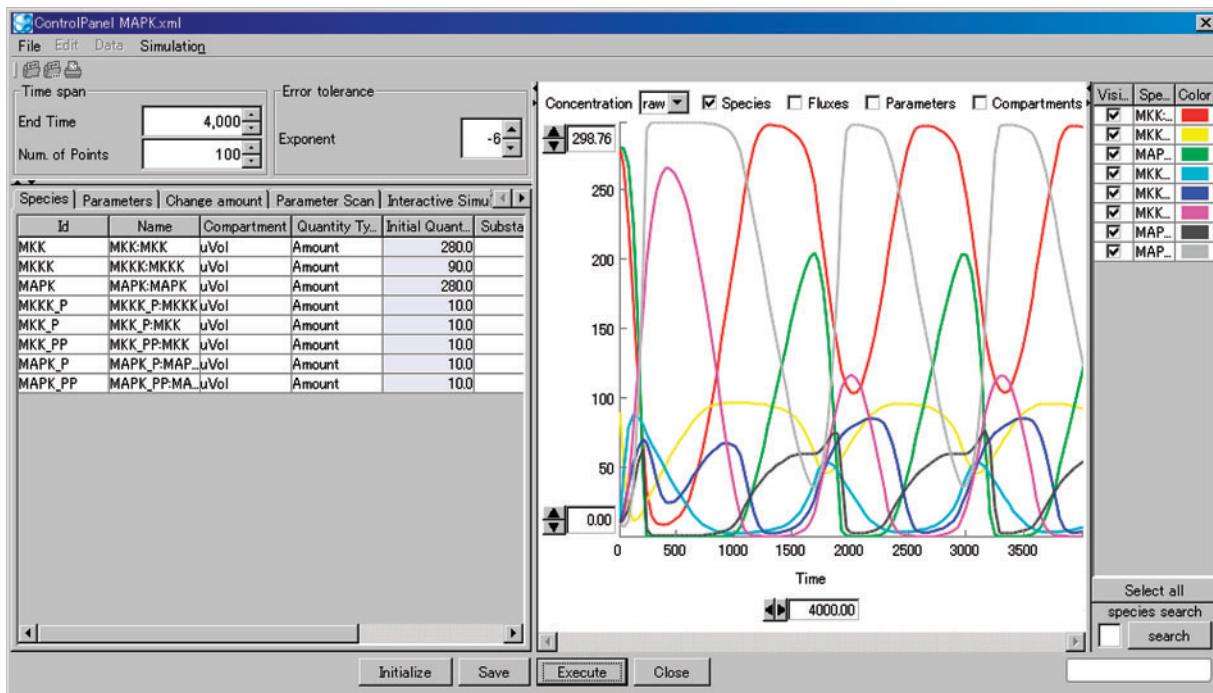 ControlPanel MAPK.xml
File Edit Data Simulation
Time span
End Time 4,000
Num. of Points 100
Error tolerance
Exponent -6
Species Parameters Change amount Parameter Scan Interactive Simu
Id Name Compartment Quantity Ty... Initial Quant... Substa
MKK MKK:MKK uVol Amount 280.0
MKKK MKKK:MKKK uVol Amount 90.0
MAPK MAPK:MAPK uVol Amount 280.0
MKKK_P MKKK_P:MKKK uVol Amount 10.0
MKK_P MKK_P:MKK uVol Amount 10.0
MKK_PP MKK_PP:MKK uVol Amount 10.0
MAPK_P MAPK_P:MAP... uVol Amount 10.0
MAPK_PP MAPK_PP:MA... uVol Amount 10.0
Initialize Save Execute Close
Concentration raw Species Fluxes Parameters Compartments
298.76
250
200
150
100
50
0.00
0 500 1000 1500 2000 2500 3000 3500
Time
4000.00
Visi... Spe... Color
MKK:...
MKK...
MAP...
MKK...
MKK...
MKK...
MAP...
MAP...
Select all
species search
search